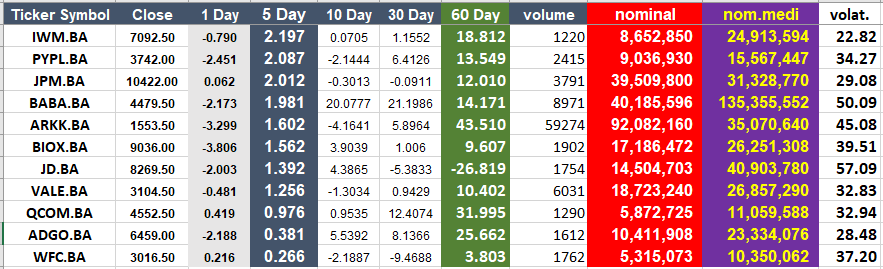 Ticker Symbol Close 1 Day 5 Day 10 Day 30 Day 60 Day volume nominal nom.medi volat.
IWM.BA 7092.50 -0.790 2.197 0.0705 1.1552 18.812 1220 8,652,850 24,913,594 22.82
PYPL.BA 3742.00 -2.451 2.087 -2.1444 6.4126 13.549 2415 9,036,930 15,567,447 34.27
JPM.BA 10422.00 0.062 2.012 -0.3013 -0.0911 12.010 3791 39,509,800 31,328,770 29.08
BABA.BA 4479.50 -2.173 1.981 20.0777 21.1986 14.171 8971 40,185,596 135,355,552 50.09
ARKK.BA 1553.50 -3.299 1.602 -4.1641 5.8964 43.510 59274 92,082,160 35,070,640 45.08
BIOX.BA 9036.00 -3.806 1.562 3.9039 1.006 9.607 1902 17,186,472 26,251,308 39.51
JD.BA 8269.50 -2.003 1.392 4.3865 -5.3833 -26.819 1754 14,504,703 40,903,780 57.09
VALE.BA 3104.50 -0.481 1.256 -1.3034 0.9429 10.402 6031 18,723,240 26,857,290 32.83
QCOM.BA 4552.50 0.419 0.976 0.9535 12.4074 31.995 1290 5,872,725 11,059,588 32.94
ADGO.BA 6459.00 -2.188 0.381 5.5392 8.1366 25.662 1612 10,411,908 23,334,076 28.48
WFC.BA 3016.50 0.216 0.266 -2.1887 -9.4688 3.803 1762 5,315,073 10,350,062 37.20